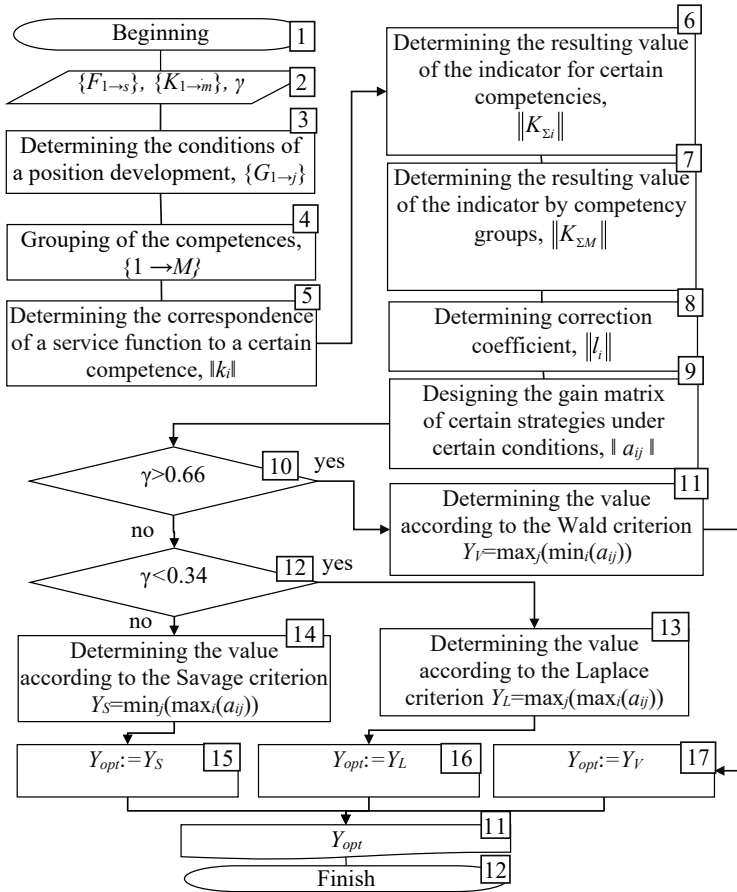 Beginning
1
{F1→s}, {K1→m}, γ
2
3
Determining the conditions of
a position development, {G1→j}
4
Grouping of the competences,
{1 →M}
5
Determining the correspondence
of a service function to a certain
competence, ‖ki‖
6
Determining the resulting value
of the indicator for certain
competencies,
‖KΣi‖
7
Determining the resulting value
of the indicator by competency
groups, ‖KΣM‖
8
Determining correction
coefficient, ‖li‖
9
Designing the gain matrix
of certain strategies under
certain conditions, ‖ aij ‖
10
γ>0.66
yes
no
11
Determining the value
according to the Wald criterion
YV=maxj(mini(aij))
12
γ<0.34
yes
no
13
Determining the value
according to the Laplace
criterion YL=maxj(maxi(aij))
14
Determining the value
according to the Savage criterion
YS=minj(maxi(aij))
Yopt:=YS
15
Yopt:=YL
16
Yopt:=YV
17
Yopt
11
Finish
12